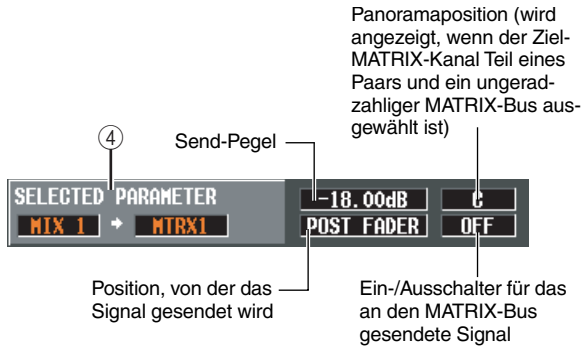 Panoramaposition (wird
angezeigt, wenn der Ziel-
MATRIX-Kanal Teil eines
Paars und ein ungerad-
zahliger MATRIX-Bus aus-
gewählt ist)
④
Send-Pegel
SELECTED PARAMETER
MIX 1 → MTRX1
-18.00dB C
POST FADER OFF
Position, von der das
Signal gesendet wird
Ein-/Ausschalter für das
an den MATRIX-Bus
gesendete Signal